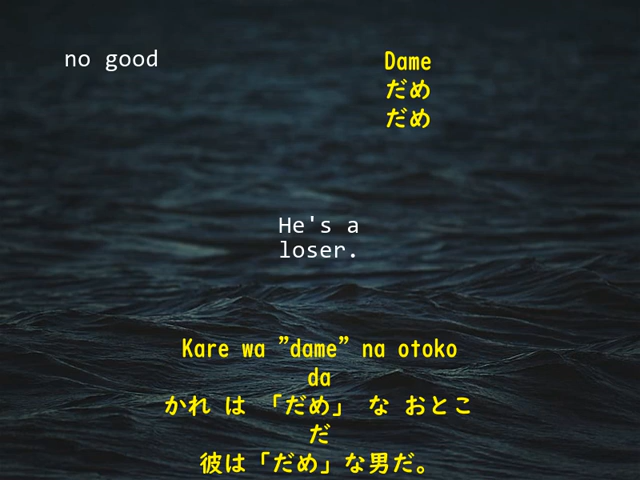 no good
Dame
だめ
だめ
He's a
loser.
Kare wa ”dame” na otoko
da
かれ は 「だめ」 な おとこ
だ
彼は「だめ」な男だ。